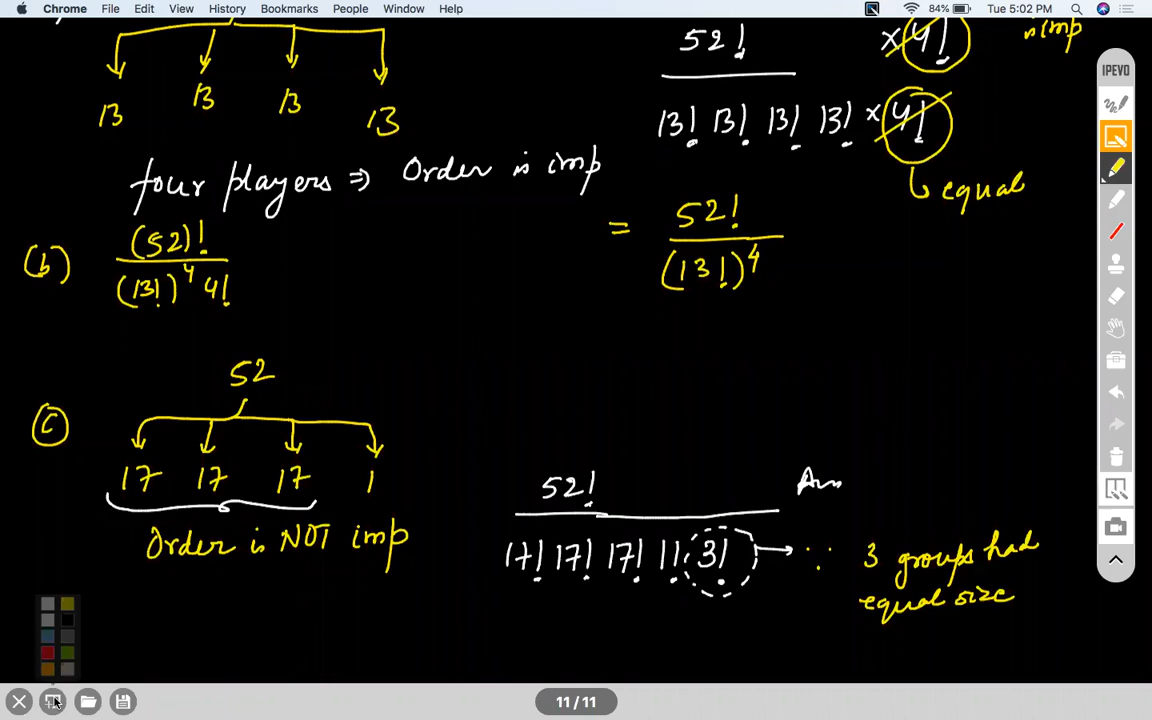 Chrome File Edit View History Bookmarks People Window Help 84% Tue 5:02 PM
13 13 13 13
52! × 4! is imp
13! 13! 13! 13! × 4!
↳ equal
four players ⇒ Order is imp
= 52! / (13!)^4
(b) (52)! / (13!)^4 4!
52
(c)
17 17 17 1
Order is NOT imp
52! Ans
17! 17! 17! 1! 3! → ∵ 3 groups had
equal size
IPEVO
11/11